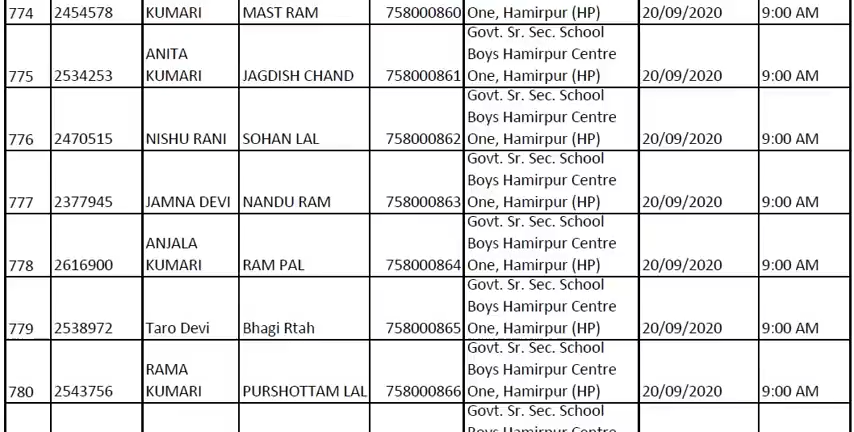 774 2454578 KUMARI MAST RAM 758000860 One, Hamirpur (HP) 20/09/2020 9:00 AM
Govt. Sr. Sec. School
ANITA Boys Hamirpur Centre
775 2534253 KUMARI JAGDISH CHAND 758000861 One, Hamirpur (HP) 20/09/2020 9:00 AM
Govt. Sr. Sec. School
Boys Hamirpur Centre
776 2470515 NISHU RANI SOHAN LAL 758000862 One, Hamirpur (HP) 20/09/2020 9:00 AM
Govt. Sr. Sec. School
Boys Hamirpur Centre
777 2377945 JAMNA DEVI NANDU RAM 758000863 One, Hamirpur (HP) 20/09/2020 9:00 AM
Govt. Sr. Sec. School
ANJALA Boys Hamirpur Centre
778 2616900 KUMARI RAM PAL 758000864 One, Hamirpur (HP) 20/09/2020 9:00 AM
Govt. Sr. Sec. School
Boys Hamirpur Centre
779 2538972 Taro Devi Bhagi Rtah 758000865 One, Hamirpur (HP) 20/09/2020 9:00 AM
Govt. Sr. Sec. School
RAMA Boys Hamirpur Centre
780 2543756 KUMARI PURSHOTTAM LAL 758000866 One, Hamirpur (HP) 20/09/2020 9:00 AM
Govt. Sr. Sec. School
Boys Hamirpur Centre